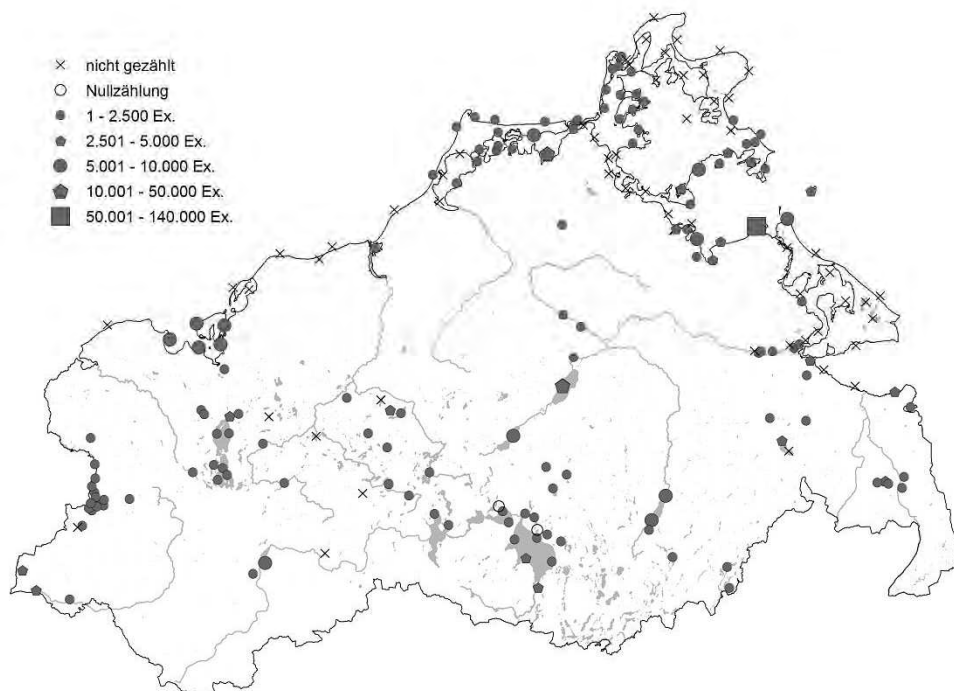 nicht gezählt
Nullzählung
1 - 2.500 Ex.
2.501 - 5.000 Ex.
5.001 - 10.000 Ex.
10.001 - 50.000 Ex.
50.001 - 140.000 Ex.